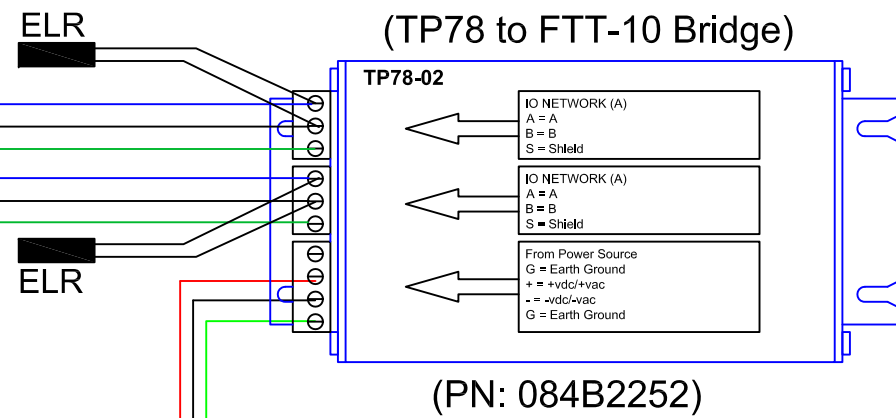 ELR
(TP78 to FTT-10 Bridge)
TP78-02
IO NETWORK (A)
A = A
B = B
S = Shield
IO NETWORK (A)
A = A
B = B
S = Shield
ELR
From Power Source
G = Earth Ground
+ = +vdc/+vac
- = -vdc/-vac
G = Earth Ground
(PN: 084B2252)